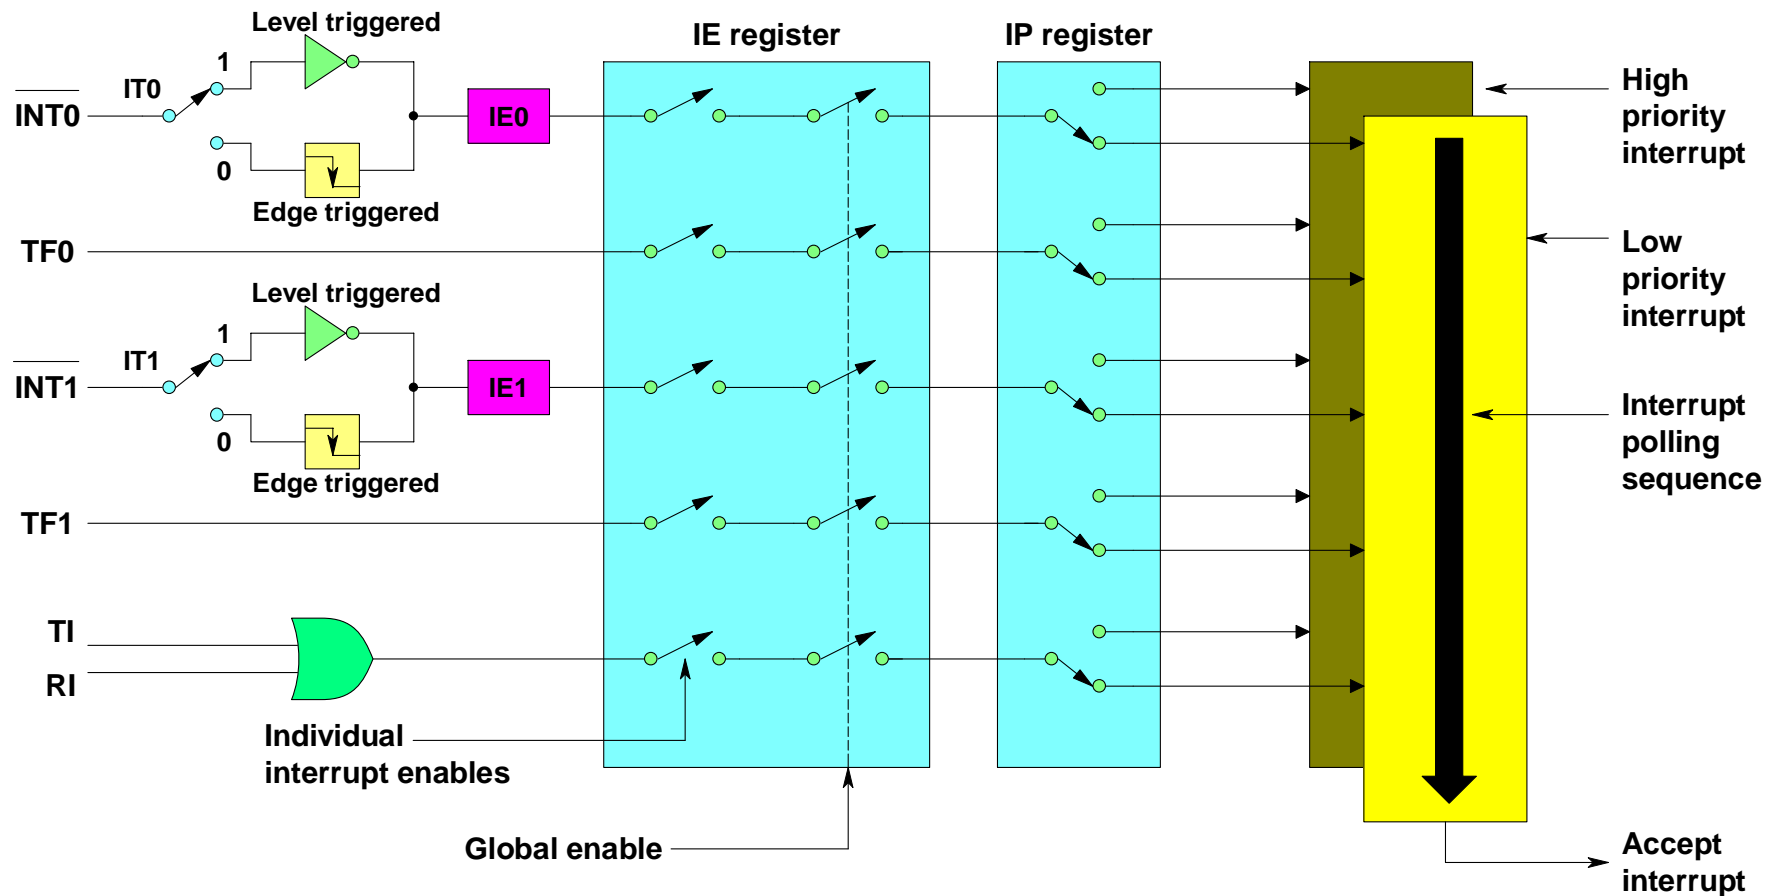 Level triggered
IE register
IP register
1
IT0
INT0
IE0
0
Edge triggered
High
priority
interrupt
TF0
Level triggered
Low
priority
interrupt
1
IT1
INT1
IE1
0
Edge triggered
Interrupt
polling
sequence
TF1
TI
RI
Individual
interrupt enables
Global enable
Accept
interrupt